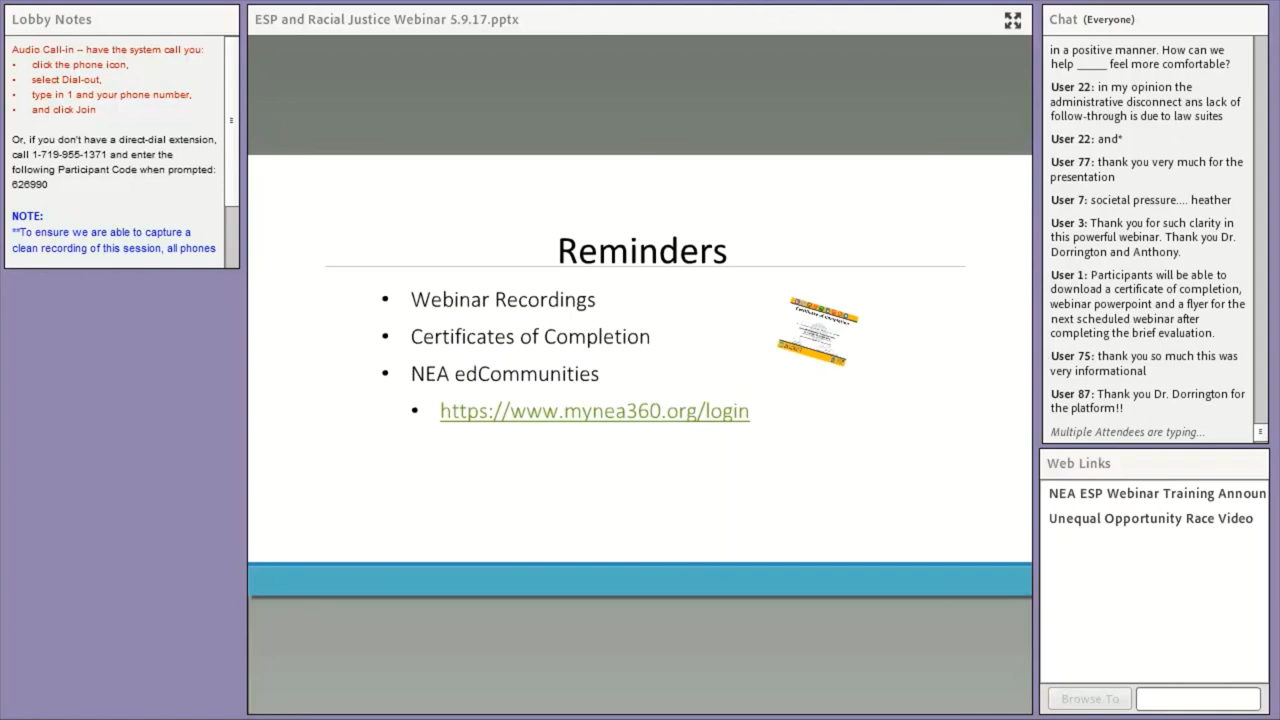 Lobby Notes
Audio Call-in -- have the system call you:
• click the phone icon,
• select Dial-out,
• type in 1 and your phone number,
• and click Join
Or, if you don't have a direct-dial extension,
call 1-719-955-1371 and enter the
following Participant Code when prompted:
626990
NOTE:
**To ensure we are able to capture a
clean recording of this session, all phones
ESP and Racial Justice Webinar 5.9.17.pptx
Reminders
• Webinar Recordings
• Certificates of Completion
• NEA edCommunities
• https://www.mynea360.org/login
Chat (Everyone)
in a positive manner. How can we
help _____ feel more comfortable?
User 22: in my opinion the
administrative disconnect ans lack of
follow-through is due to law suites
User 22: and*
User 77: thank you very much for the
presentation
User 7: societal pressure.... heather
User 3: Thank you for such clarity in
this powerful webinar. Thank you Dr.
Dorrington and Anthony.
User 1: Participants will be able to
download a certificate of completion,
webinar powerpoint and a flyer for the
next scheduled webinar after
completing the brief evaluation.
User 75: thank you so much this was
very informational
User 87: Thank you Dr. Dorrington for
the platform!!
Multiple Attendees are typing...
Web Links
NEA ESP Webinar Training Announ
Unequal Opportunity Race Video
Browse To